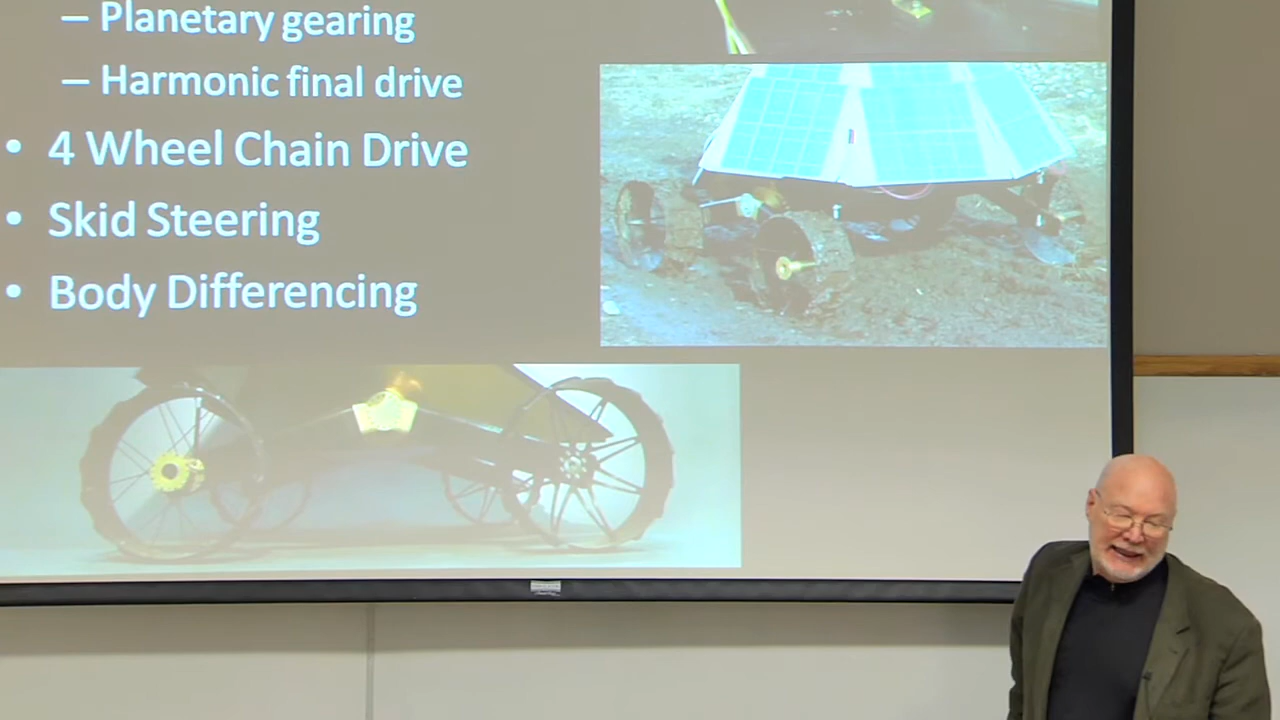 – Planetary gearing
– Harmonic final drive
• 4 Wheel Chain Drive
• Skid Steering
• Body Differencing